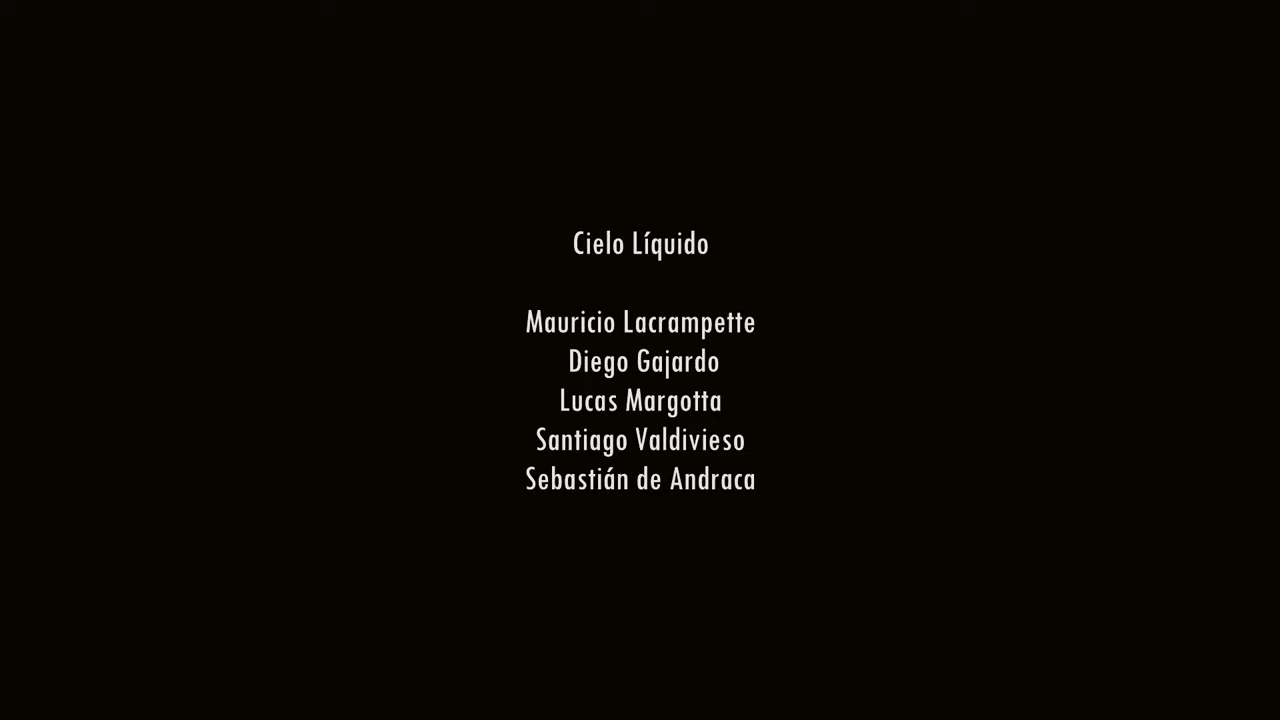 Cielo Líquido
Mauricio Lacrampette
Diego Gajardo
Lucas Margotta
Santiago Valdivieso
Sebastián de Andraca